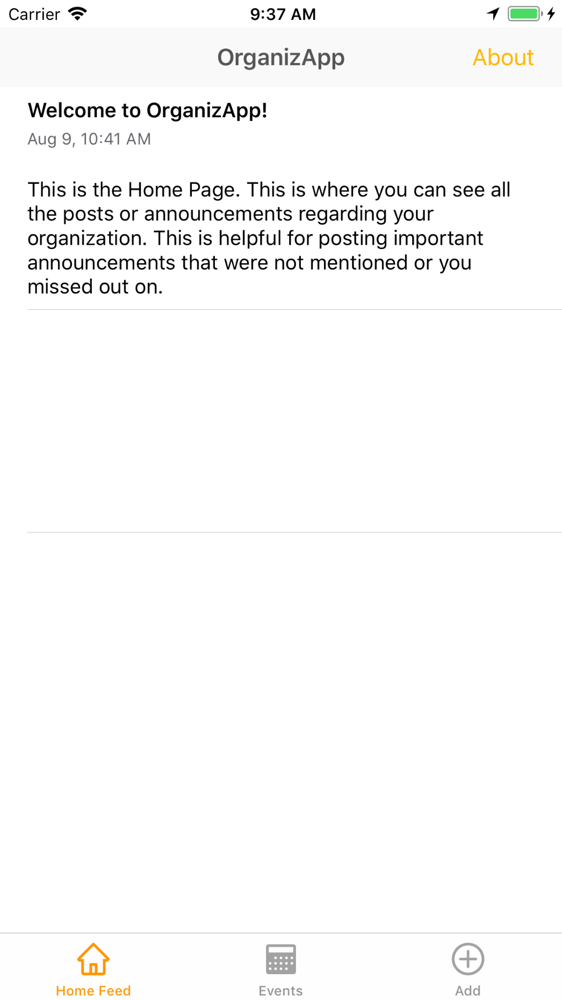 Carrier 9:37 AM
OrganizApp About
Welcome to OrganizApp!
Aug 9, 10:41 AM
This is the Home Page. This is where you can see all
the posts or announcements regarding your
organization. This is helpful for posting important
announcements that were not mentioned or you
missed out on.
Home Feed Events Add